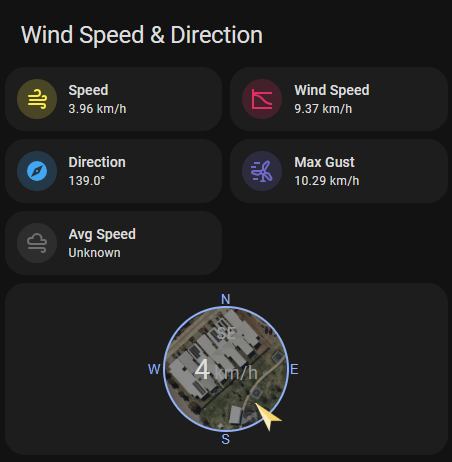 Wind Speed & Direction
Speed
3.96 km/h
Wind Speed
9.37 km/h
Direction
139.0°
Max Gust
10.29 km/h
Avg Speed
Unknown
N
SE
W
4 km/h
E
S